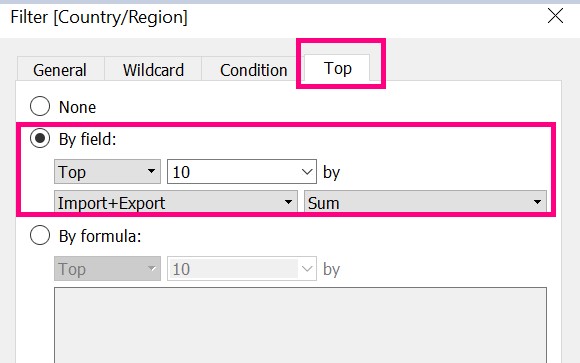 Filter [Country/Region]
General Wildcard Condition Top
None
By field:
Top 10 by
Import+Export Sum
By formula:
Top 10 by